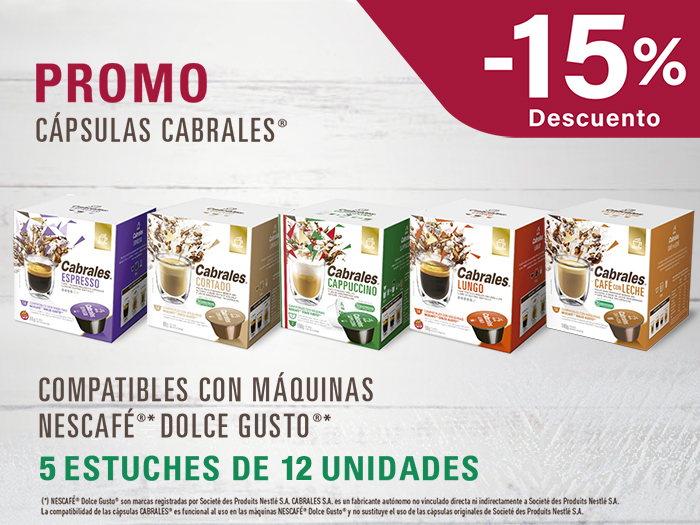 -15%
Descuento
PROMO
CÁPSULAS CABRALES®
Cabrales
ESPRESSO
Cabrales
CORTADO
Cabrales
CAPPUCCINO
Cabrales
LUNGO
Cabrales
CAFÉ CON LECHE
COMPATIBLES CON MÁQUINAS
NESCAFÉ®* DOLCE GUSTO®*
5 ESTUCHES DE 12 UNIDADES
(*) NESCAFÉ® Dolce Gusto® son marcas registradas por Societé des Produits Nestlé S.A. CABRALES S.A. es un fabricante autónomo no vinculado directa ni indirectamente a Societé des Produits Nestlé S.A.
La compatibilidad de las cápsulas CABRALES® es funcional al uso en las máquinas NESCAFÉ® Dolce Gusto® y no sustituye el uso de las cápsulas originales de Societé des Produits Nestlé S.A.